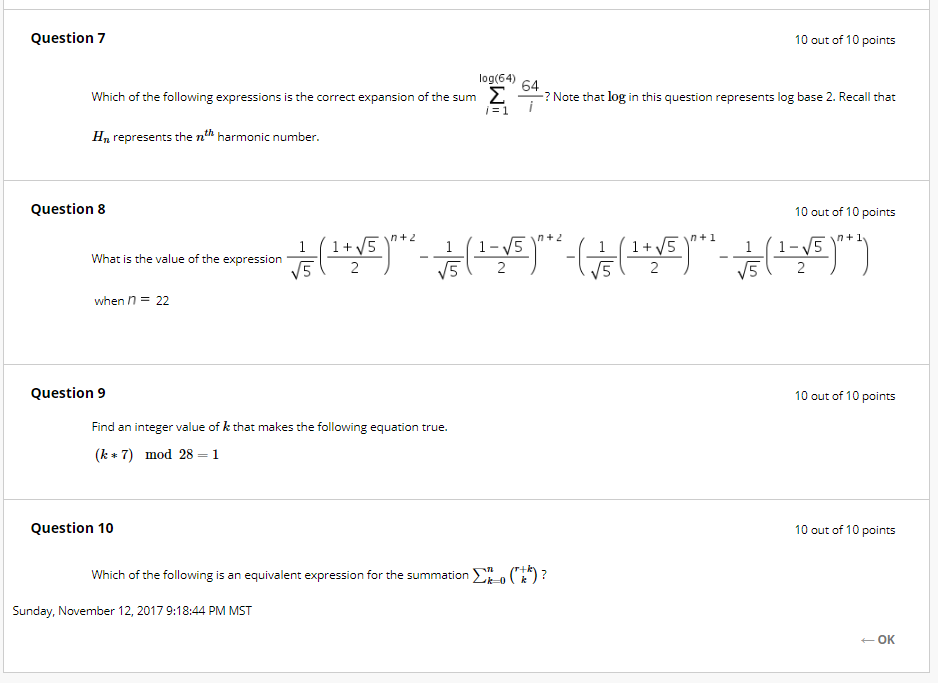 Question 7
10 out of 10 points
Which of the following expressions is the correct expansion of the sum \sum_{i=1}^{log(64)} \frac{64}{i}? Note that log in this question represents log base 2. Recall that
H_n represents the n^{th} harmonic number.
Question 8
10 out of 10 points
What is the value of the expression \frac{1}{\sqrt{5}}\left(\frac{1+\sqrt{5}}{2}\right)^{n+2} - \frac{1}{\sqrt{5}}\left(\frac{1-\sqrt{5}}{2}\right)^{n+2} - \left(\frac{1}{\sqrt{5}}\left(\frac{1+\sqrt{5}}{2}\right)^{n+1} - \frac{1}{\sqrt{5}}\left(\frac{1-\sqrt{5}}{2}\right)^{n+1}\right)
when n = 22
Question 9
10 out of 10 points
Find an integer value of k that makes the following equation true.
(k * 7) mod 28 = 1
Question 10
10 out of 10 points
Which of the following is an equivalent expression for the summation \sum_{k=0}^{n} \binom{r+k}{k} ?
Sunday, November 12, 2017 9:18:44 PM MST
← OK